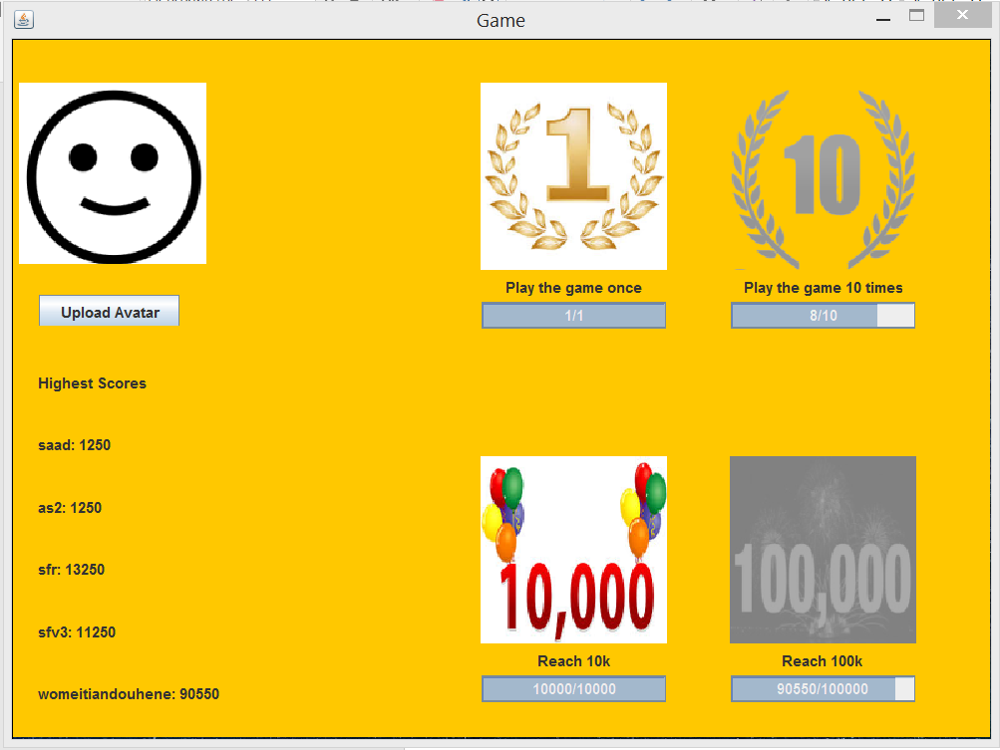 Game
1
10
Play the game once
Play the game 10 times
1/1
8/10
Upload Avatar
Highest Scores
saad: 1250
as2: 1250
sfr: 13250
sfv3: 11250
womeitiandouhene: 90550
10,000
100,000
Reach 10k
Reach 100k
10000/10000
90550/100000